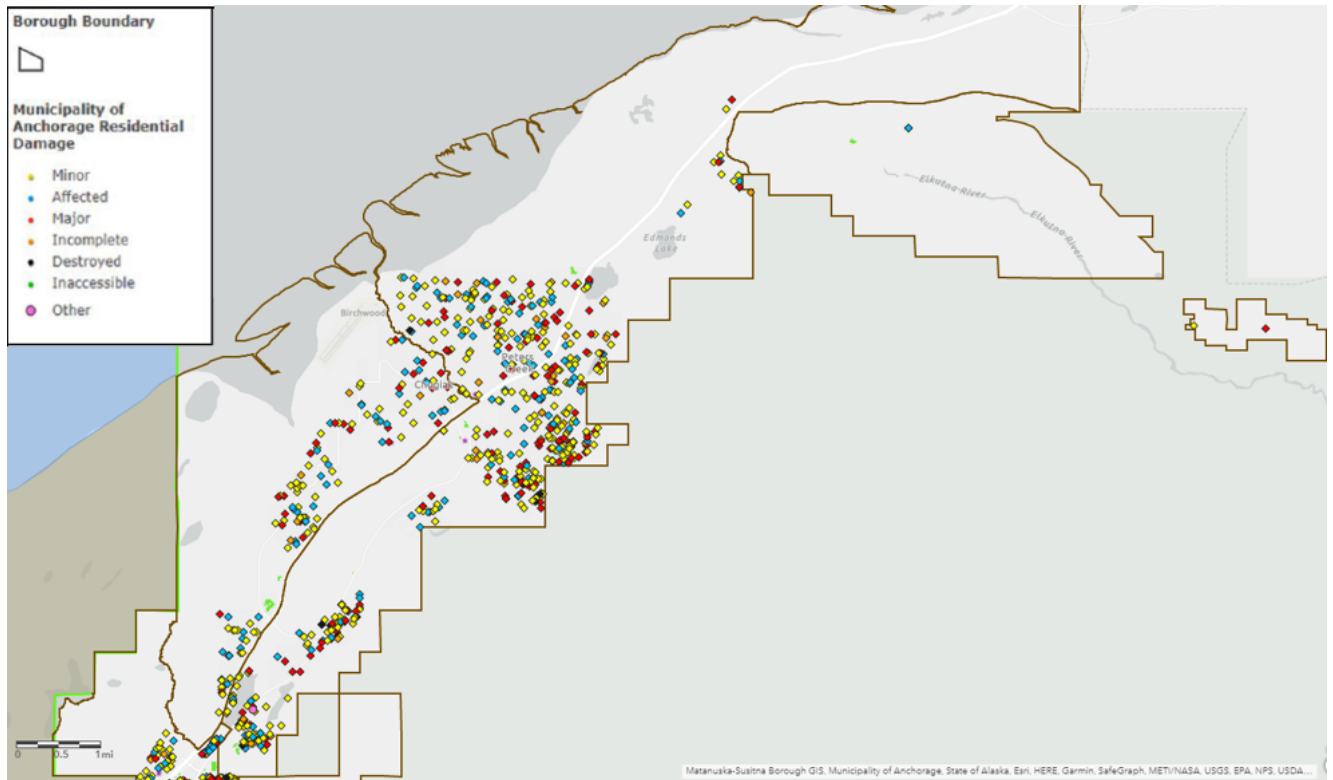 Borough Boundary
Municipality of
Anchorage Residential
Damage
Minor
Affected
Major
Incomplete
Destroyed
Inaccessible
Other
Elkutna-River
Elkutna-River
Edmonds
Lake
Birchwood
Peters
Creek
Chugiak
0 0.5 1mi
Matanuska-Susitna Borough GIS, Municipality of Anchorage, State of Alaska, Esri, HERE, Garmin, SafeGraph, METI/NASA, USGS, EPA, NPS, USDA...